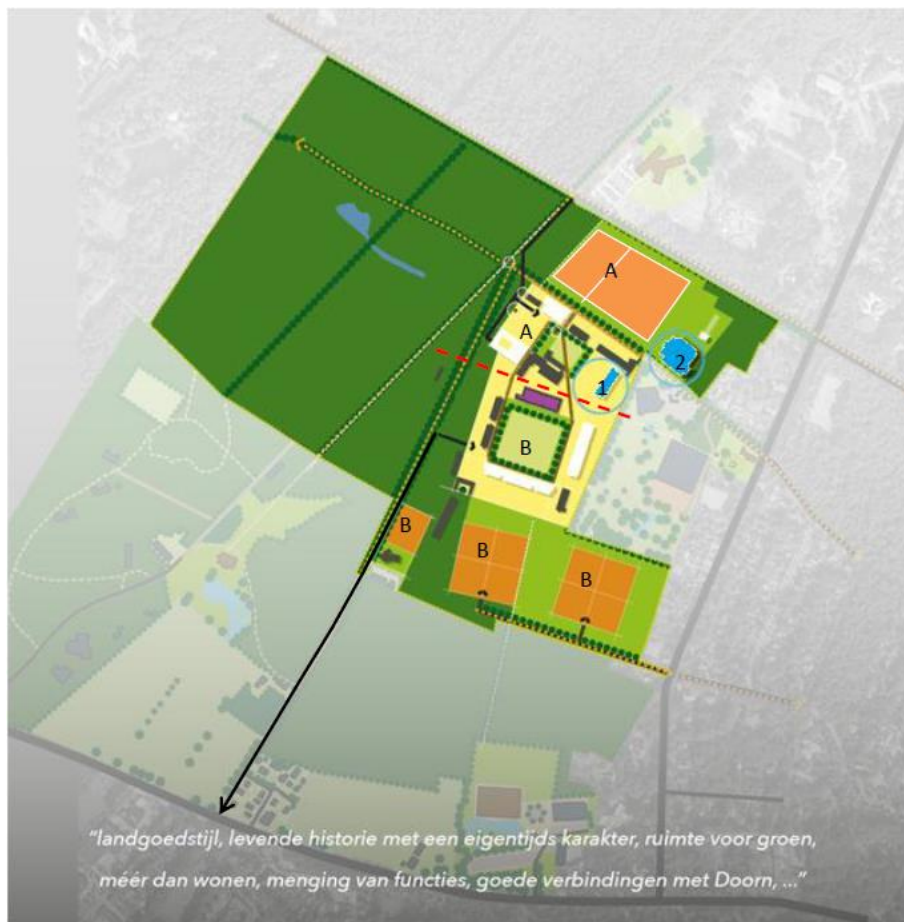 A
A
2
1
B
B
B
B
"landgoedstijl, levende historie met een eigentijds karakter, ruimte voor groen,
méér dan wonen, menging van functies, goede verbindingen met Doorn, ..."